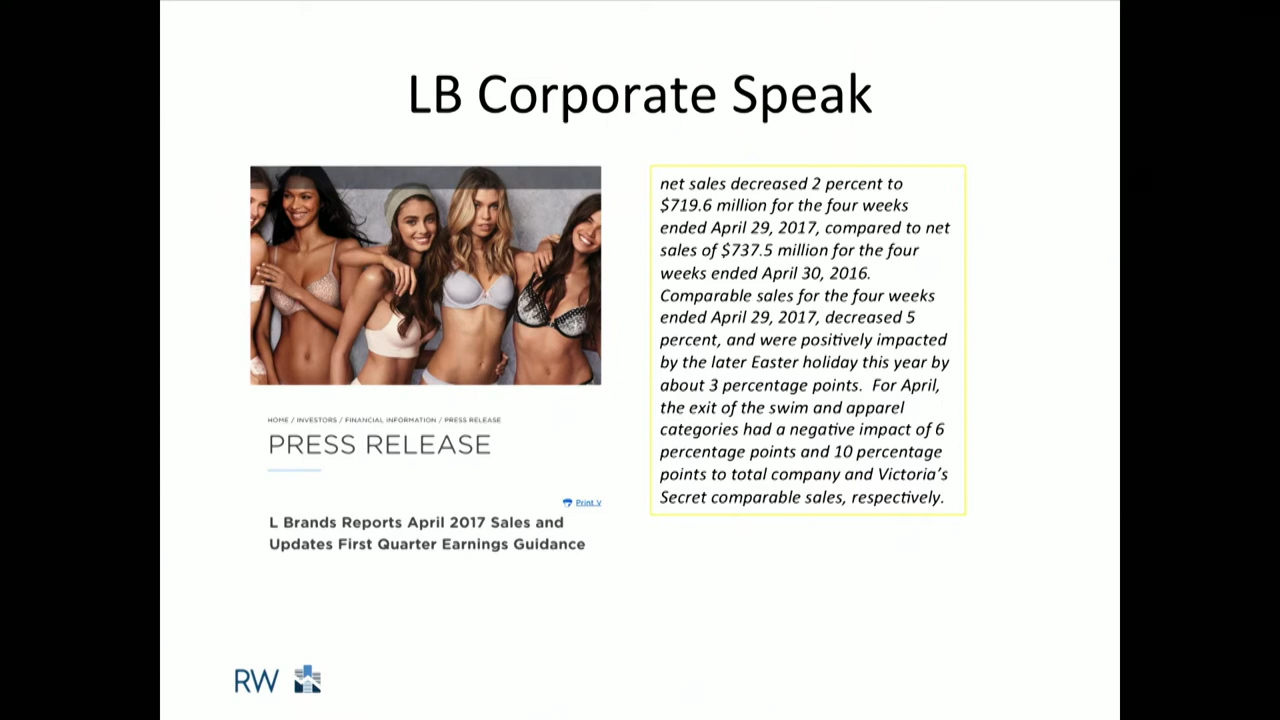 LB Corporate Speak
net sales decreased 2 percent to
$719.6 million for the four weeks
ended April 29, 2017, compared to net
sales of $737.5 million for the four
weeks ended April 30, 2016.
Comparable sales for the four weeks
ended April 29, 2017, decreased 5
percent, and were positively impacted
by the later Easter holiday this year by
about 3 percentage points.  For April,
the exit of the swim and apparel
categories had a negative impact of 6
percentage points and 10 percentage
points to total company and Victoria's
Secret comparable sales, respectively.
HOME / INVESTORS / FINANCIAL INFORMATION / PRESS RELEASE
PRESS RELEASE
Print V
L Brands Reports April 2017 Sales and
Updates First Quarter Earnings Guidance
RW